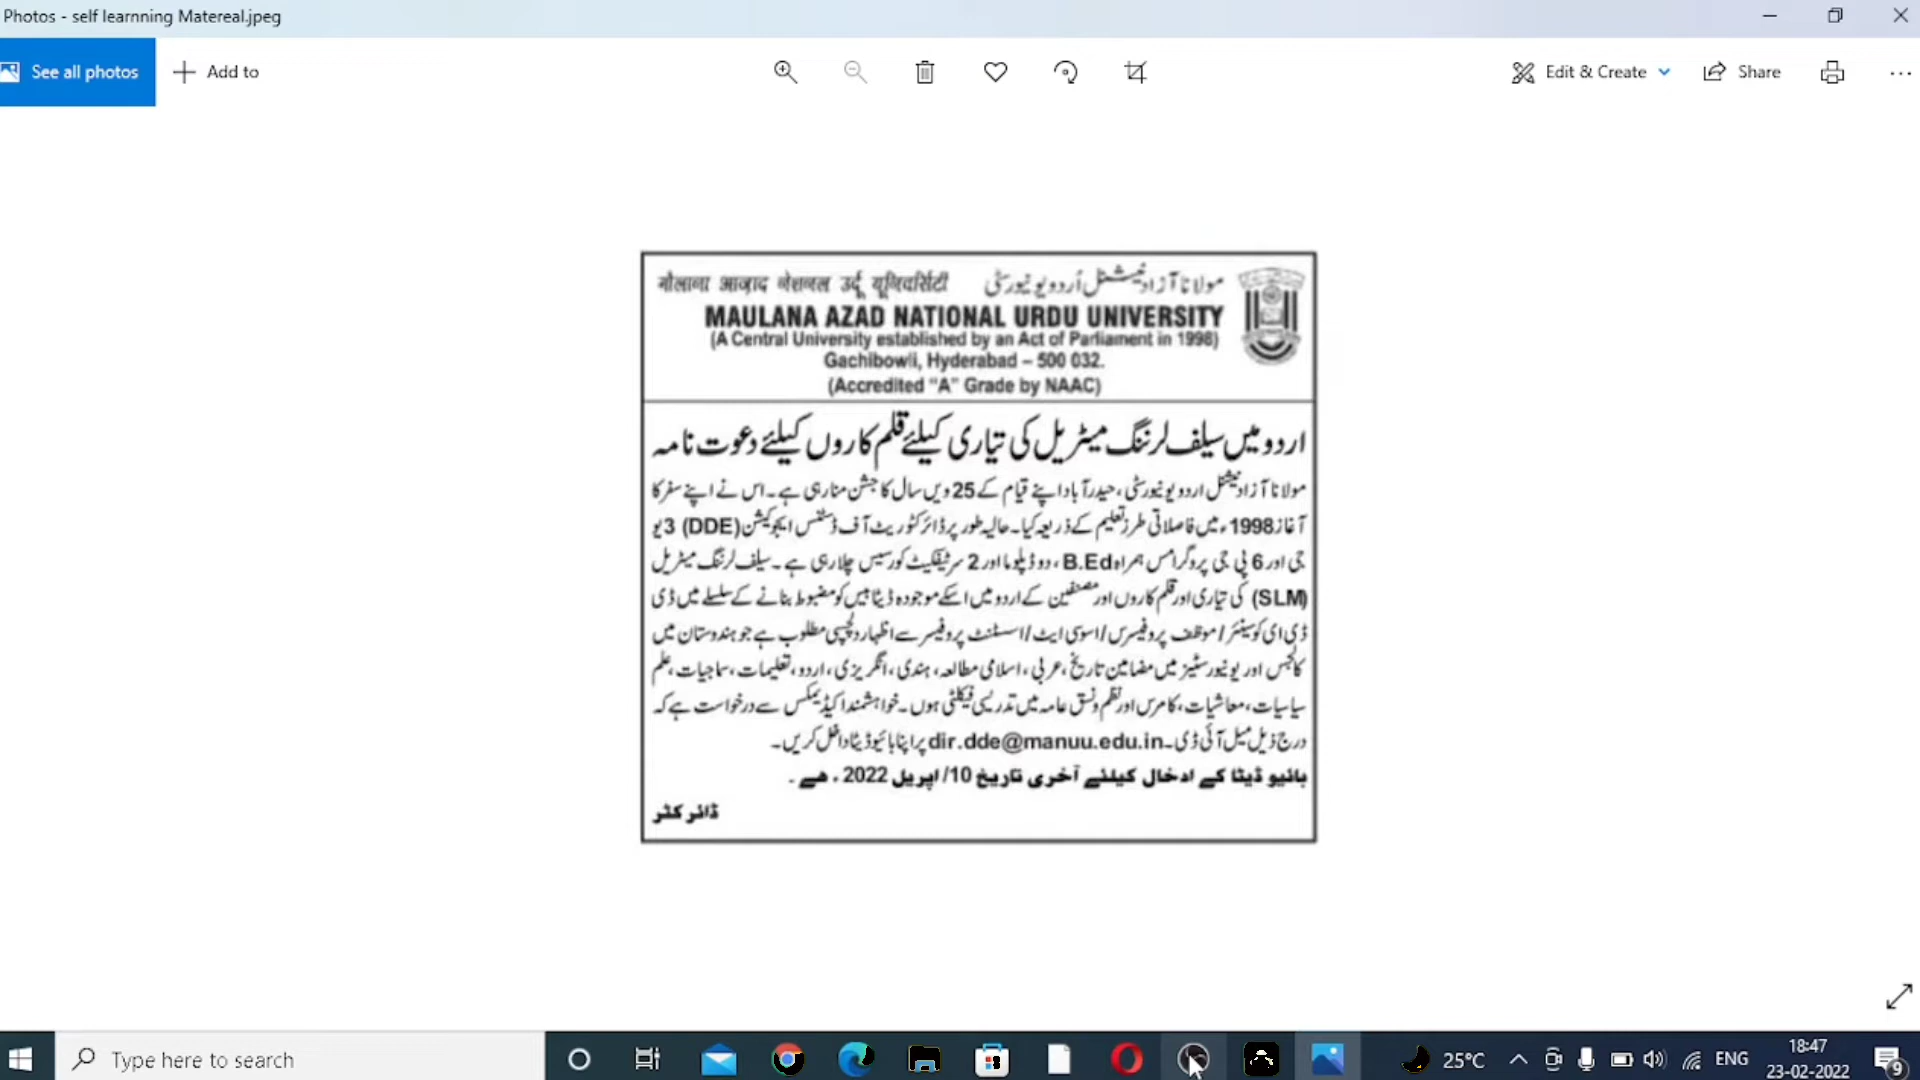 Photos - self learnning Matereal.jpeg
See all photos
Add to
Edit & Create
Share
मौलाना आज़ाद नेशनल उर्दू यूनिवर्सिटी مولانا آزاد نیشنل اُردو یونیورسٹی
MAULANA AZAD NATIONAL URDU UNIVERSITY
(A Central University established by an Act of Parliament in 1998)
Gachibowli, Hyderabad – 500 032.
(Accredited “A” Grade by NAAC)
اردو میں سیلف لرننگ میٹریل کی تیاری کیلئے قلم کاروں کیلئے دعوت نامہ
مولانا آزاد نیشنل اردو یونیورسٹی، حیدرآباد اپنے قیام کے 25 ویں سال کا جشن منا رہی ہے۔ اس نے اپنے سفر کا
آغاز 1998ء میں فاصلاتی طرز تعلیم کے ذریعہ کیا۔ حالیہ طور پر ڈائرکٹوریٹ آف ڈسٹنس ایجوکیشن (DDE) 3 یو
جی اور 6 پی جی پروگرامس ہمراہ B.Ed، دو ڈپلوما اور 2 سرٹیفکیٹ کورسیس چلا رہی ہے۔ سیلف لرننگ میٹریل
(SLM) کی تیاری اور قلم کاروں اور مصنفین کے اردو میں اسکے موجودہ ڈیٹا بیس کو مضبوط بنانے کے سلسلے میں ڈی
ڈی ای کو سینئر/موظف پروفیسرس/اسوسی ایٹ/اسسٹنٹ پروفیسر سے اظہار دلچسپی مطلوب ہے جو ہندوستان میں
کالجس اور یونیورسٹیز میں مضامین تاریخ، عربی، اسلامی مطالعہ، ہندی، انگریزی، اردو، تعلیمات، سماجیات، علم
سیاسیات، معاشیات، کامرس اور نظم ونسق عامہ میں تدریسی فیکلٹی ہوں۔ خواہشمند اکیڈیمکس سے درخواست ہے کہ
درج ذیل میل آئی ڈی۔ dir.dde@manuu.edu.in پر اپنا بائیو ڈیٹا داخل کریں۔
بائیو ڈیٹا کے ادخال کیلئے آخری تاریخ 10/ اپریل 2022ء ھے۔
ڈائرکٹر
Type here to search
25°C
ENG
18:47
23-02-2022
9